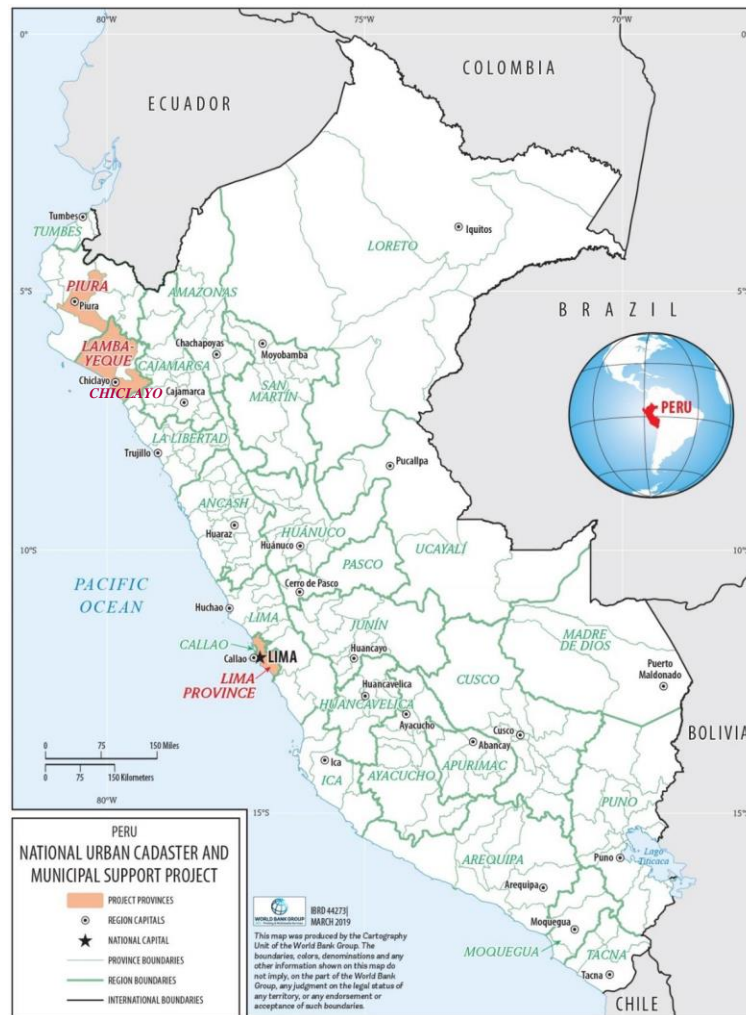 80°W
75°W
70°W
0°
0°
COLOMBIA
ECUADOR
Tumbes
TUMBES
Iquitos
LORETO
5°
5°
PIURA
Piura
AMAZONAS
BRAZIL
LAMBA-
YEQUE
Chachapoyas
Moyobamba
CAJAMARCA
Chiclayo
CHICLAYO
Cajamarca
SAN
MARTÍN
PERU
LA LIBERTAD
Trujillo
Pucallpa
ANCASH
Huaraz
HUÁNUCO
Huánuco
UCAYALÍ
10°S
10°S
PASCO
PACIFIC
OCEAN
Cerro de Pasco
Huchao
LIMA
JUNÍN
MADRE
DE DIOS
CALLAO
Callao
LIMA
Huancayo
CUSCO
Puerto
Maldonado
LIMA
PROVINCE
Huancavelica
HUANCAVELICA
Ayacucho
Cusco
Abancay
BOLIVIA
0 75 150 Miles
0 75 150 Kilometers
Ica
ICA
AYACUCHO
APURIMAC
PUNO
80°W
15°S
15°S
AREQUIPA
Lago
Titicaca
Puno
Arequipa
Moquegua
MOQUEGUA
TACNA
Tacna
CHILE
PERU
NATIONAL URBAN CADASTER AND
MUNICIPAL SUPPORT PROJECT
PROJECT PROVINCES
REGION CAPITALS
NATIONAL CAPITAL
PROVINCE BOUNDARIES
REGION BOUNDARIES
INTERNATIONAL BOUNDARIES
WORLD BANK GROUP
IBRD 44273|
MARCH 2019
This map was produced by the Cartography
Unit of the World Bank Group. The
boundaries, colors, denominations and any
other information shown on this map do
not imply, on the part of the World Bank
Group, any judgment on the legal status of
any territory, or any endorsement or
acceptance of such boundaries.